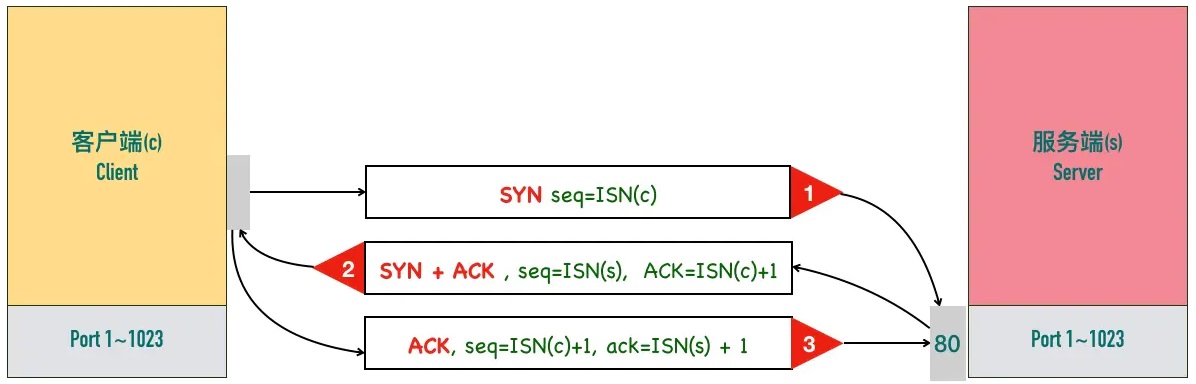 客户端(c)
Client
Port 1~1023
SYN seq=ISN(c)
1
2
SYN + ACK , seq=ISN(s), ACK=ISN(c)+1
ACK, seq=ISN(c)+1, ack=ISN(s) + 1
3
80
服务端(s)
Server
Port 1~1023